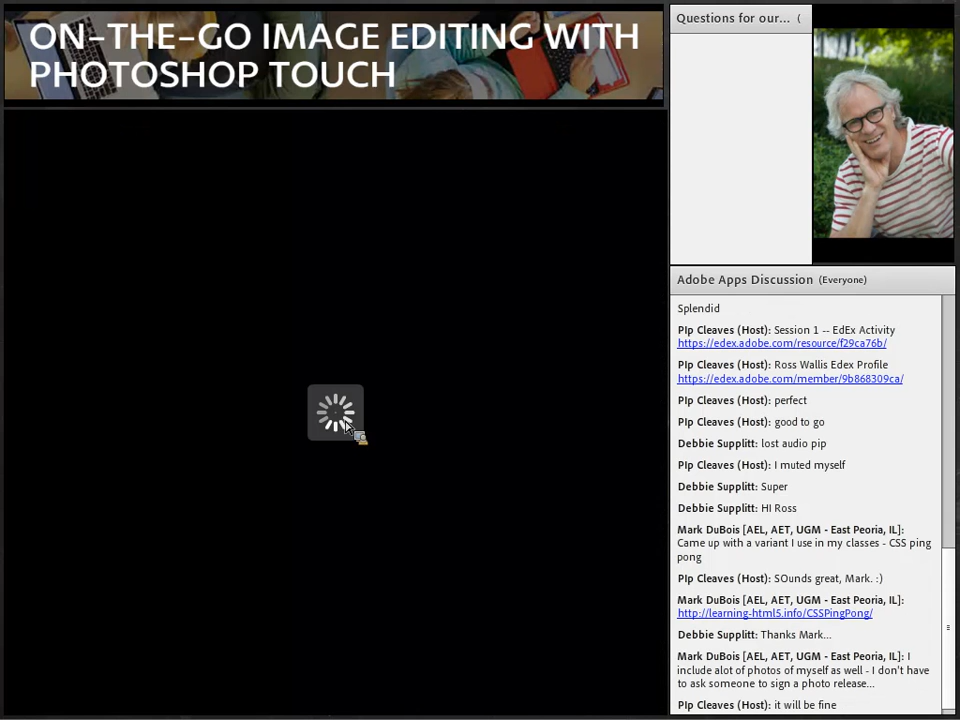 ON-THE-GO IMAGE EDITING WITH
PHOTOSHOP TOUCH
Questions for our... (
Adobe Apps Discussion (Everyone)
Splendid
PIp Cleaves (Host): Session 1 -- EdEx Activity
https://edex.adobe.com/resource/f29ca76b/
PIp Cleaves (Host): Ross Wallis Edex Profile
https://edex.adobe.com/member/9b868309ca/
PIp Cleaves (Host): perfect
PIp Cleaves (Host): good to go
Debbie Supplitt: lost audio pip
PIp Cleaves (Host): I muted myself
Debbie Supplitt: Super
Debbie Supplitt: HI Ross
Mark DuBois [AEL, AET, UGM - East Peoria, IL]:
Came up with a variant I use in my classes - CSS ping
pong
PIp Cleaves (Host): SOunds great, Mark. :)
Mark DuBois [AEL, AET, UGM - East Peoria, IL]:
http://learning-html5.info/CSSPingPong/
Debbie Supplitt: Thanks Mark...
Mark DuBois [AEL, AET, UGM - East Peoria, IL]: I
include alot of photos of myself as well - I don't have
to ask someone to sign a photo release...
PIp Cleaves (Host): it will be fine